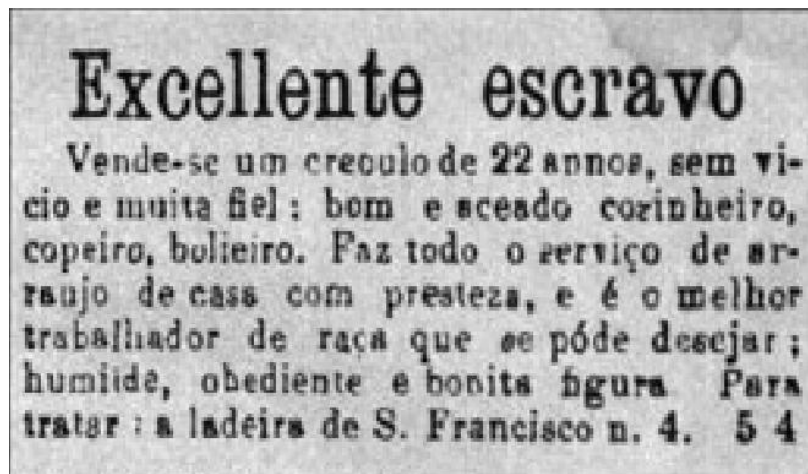 Excellente escravo
Vende-se um creoulo de 22 annos, sem vi-
cio e muita fiel : bom e aceado cozinheiro,
copeiro, bolieiro. Faz todo o serviço de ar-
ranjo de casa com presteza, e é o melhor
trabalhador de raça que se póde desejar ;
humilde, obediente e bonita figura. Para
tratar : a ladeira de S. Francisco n. 4. 5 4